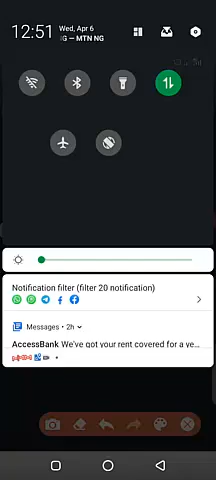 12:51
Wed, Apr 6
IG — MTN NG
Notification filter (filter 20 notification)
Messages • 2h
AccessBank We've got your rent covered for a ye...